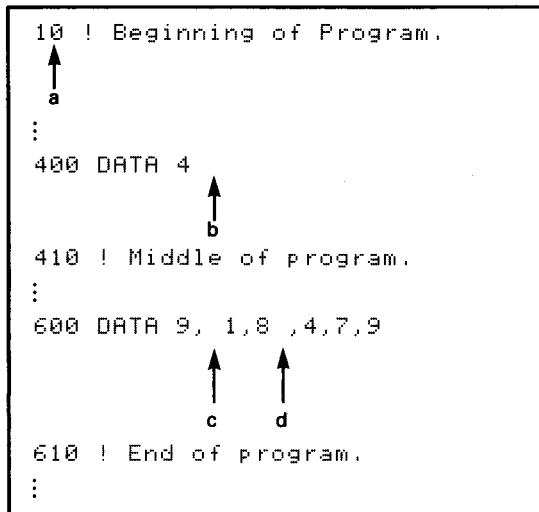 10 ! Beginning of Program.
a
⋮
400 DATA 4
b
410 ! Middle of program.
⋮
600 DATA 9, 1,8 ,4,7,9
c d
610 ! End of program.
⋮